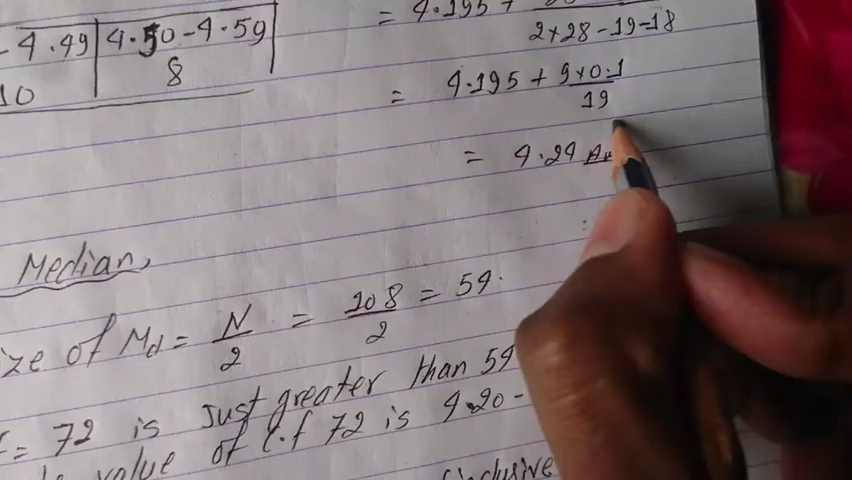 - 4.49 | 4.50 - 4.59
10 | 8
= 4.195 +
2 × 28 - 19 - 18
= 4.195 + 9 × 0.1
19
= 4.24
Median,
ize of Md = N/2 = 108/2 = 54.
= 72 is just greater than 54
value of c.f 72 is 4.20 -
inclusive